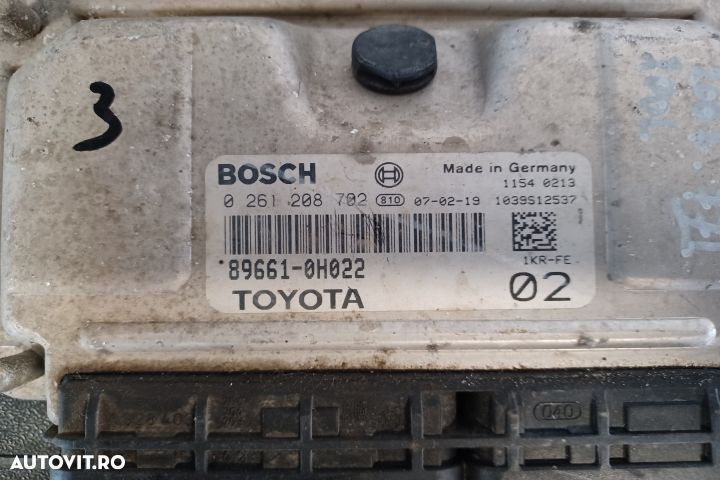 3
BOSCH
Made in Germany
1154 0213
0 261 208 702 810 07-02-19 1039S12537
89661-0H022
1KR-FE
TOYOTA
02
040
AUTOVIT.RO